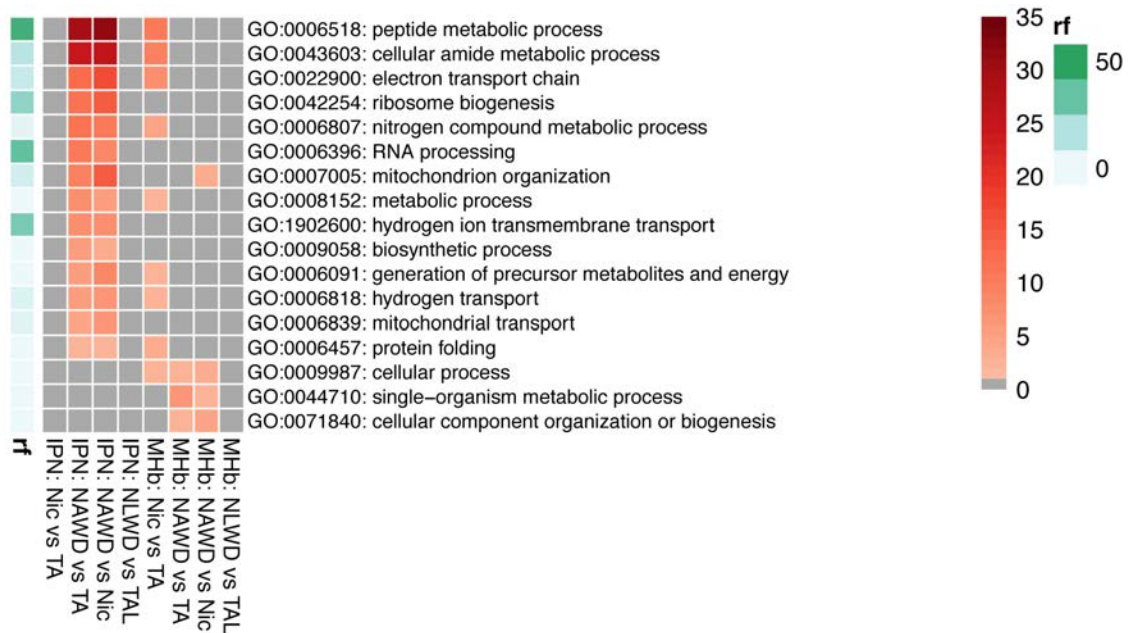 GO:0006518: peptide metabolic process
GO:0043603: cellular amide metabolic process
GO:0022900: electron transport chain
GO:0042254: ribosome biogenesis
GO:0006807: nitrogen compound metabolic process
GO:0006396: RNA processing
GO:0007005: mitochondrion organization
GO:0008152: metabolic process
GO:1902600: hydrogen ion transmembrane transport
GO:0009058: biosynthetic process
GO:0006091: generation of precursor metabolites and energy
GO:0006818: hydrogen transport
GO:0006839: mitochondrial transport
GO:0006457: protein folding
GO:0009987: cellular process
GO:0044710: single−organism metabolic process
GO:0071840: cellular component organization or biogenesis
rf
IPN: Nic vs TA
IPN: NAWD vs TA
IPN: NAWD vs Nic
IPN: NLWD vs TAL
MHb: Nic vs TA
MHb: NAWD vs TA
MHb: NAWD vs Nic
MHb: NLWD vs TAL
35
30
25
20
15
10
5
0
rf
50
0